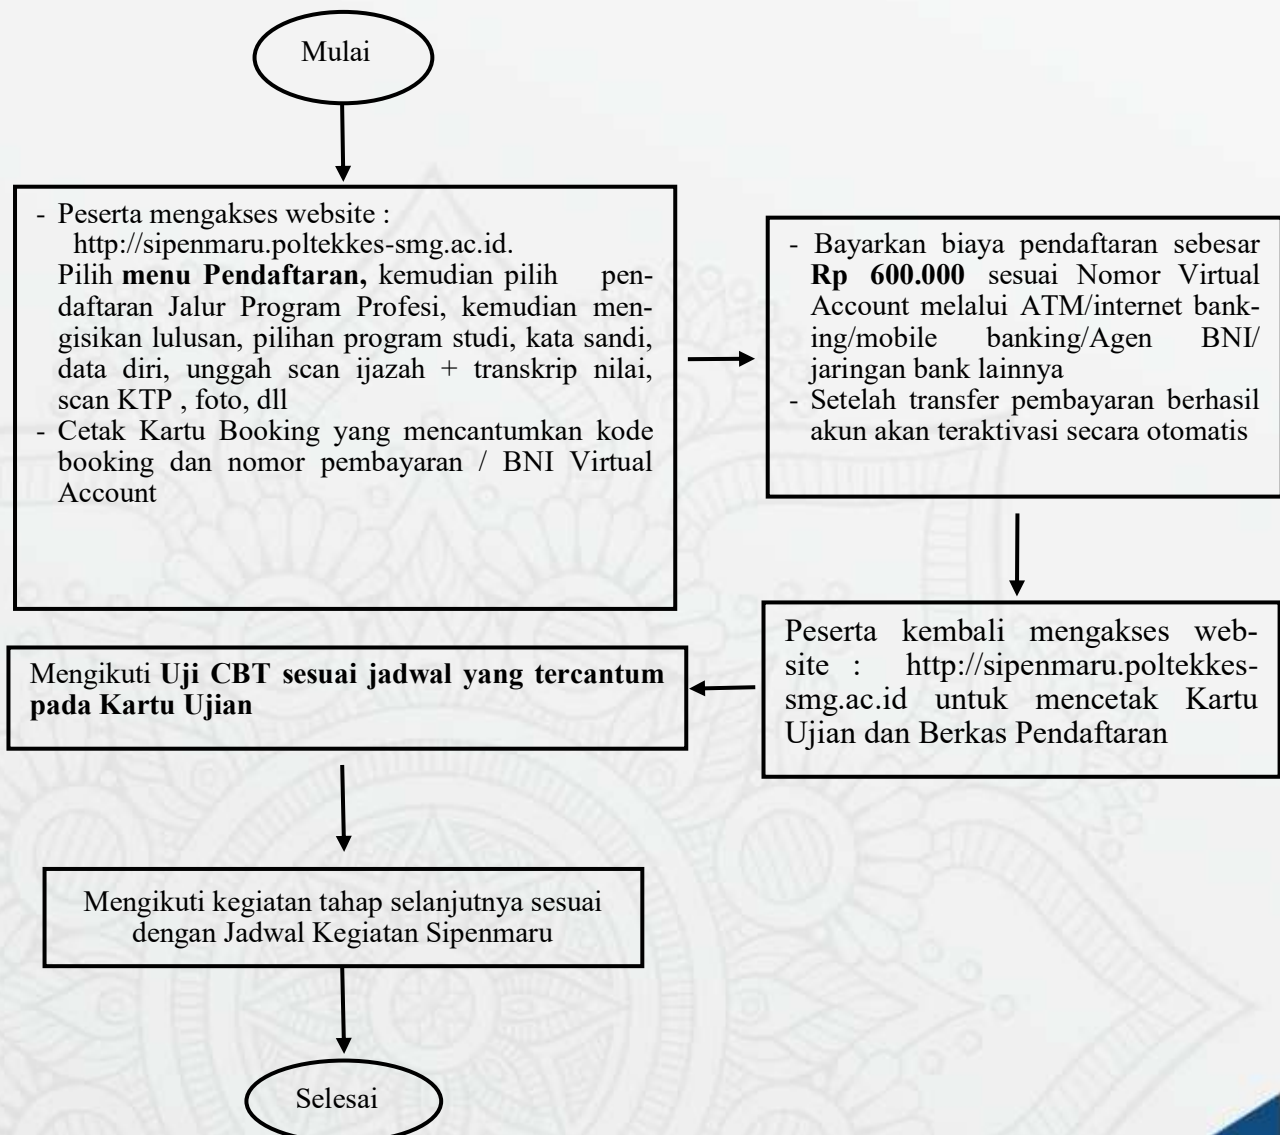 Mulai
- Peserta mengakses website :
http://sipenmaru.poltekkes-smg.ac.id.
Pilih menu Pendaftaran, kemudian pilih pen-
daftaran Jalur Program Profesi, kemudian men-
gisikan lulusan, pilihan program studi, kata sandi,
data diri, unggah scan ijazah + transkrip nilai,
scan KTP , foto, dll
- Cetak Kartu Booking yang mencantumkan kode
booking dan nomor pembayaran / BNI Virtual
Account
- Bayarkan biaya pendaftaran sebesar
Rp 600.000 sesuai Nomor Virtual
Account melalui ATM/internet bank-
ing/mobile banking/Agen BNI/
jaringan bank lainnya
- Setelah transfer pembayaran berhasil
akun akan teraktivasi secara otomatis
Peserta kembali mengakses web-
site : http://sipenmaru.poltekkes-
smg.ac.id untuk mencetak Kartu
Ujian dan Berkas Pendaftaran
Mengikuti Uji CBT sesuai jadwal yang tercantum
pada Kartu Ujian
Mengikuti kegiatan tahap selanjutnya sesuai
dengan Jadwal Kegiatan Sipenmaru
Selesai